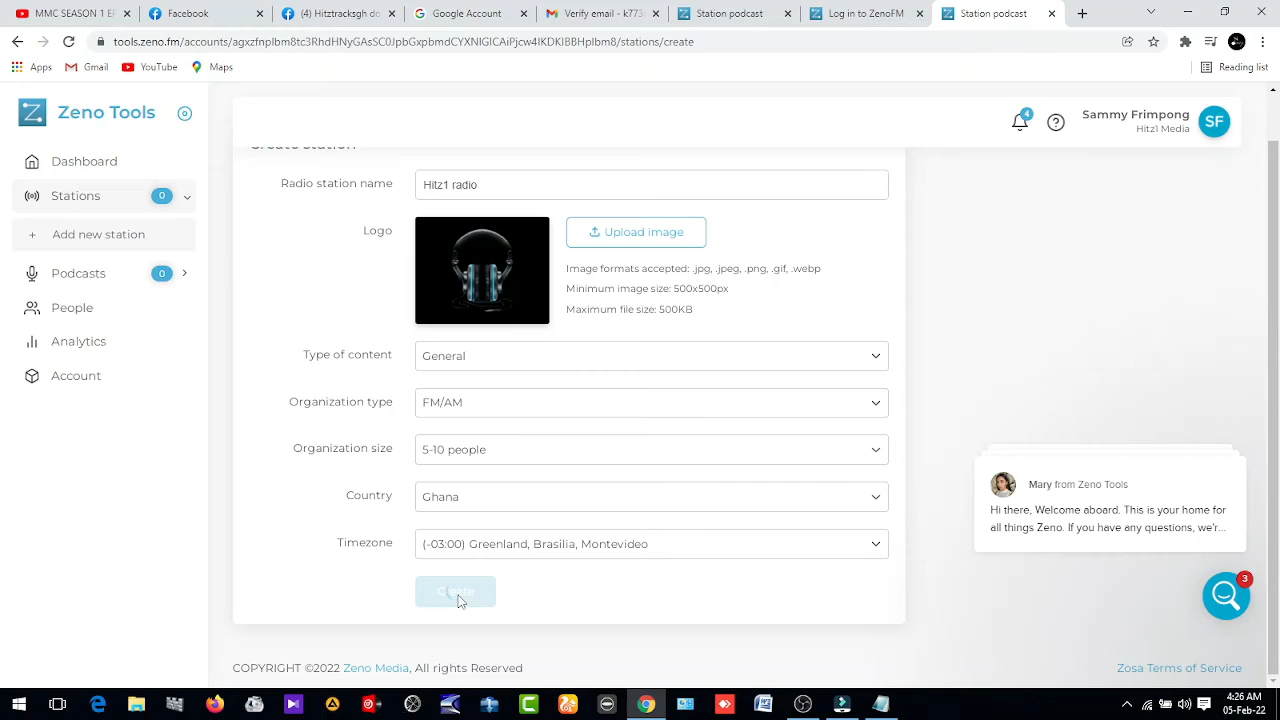 MMC SEASON 1 EP
Facebook
(4) Hitztracksgh do
Google Account
Verify email - k773
Station podcast
Log in to ZenoFM
Station podcast
tools.zeno.fm/accounts/agxzfnplbm8tc3RhdHNyGAsSC0JpbGxpbmdCYXNlGICAiPjcw4IKDKIBBHplbm8/stations/create
Apps
Gmail
YouTube
Maps
Reading list
Zeno Tools
4
Sammy Frimpong
Hitz1 Media
SF
Dashboard
Stations
0
Add new station
Podcasts
0
People
Analytics
Account
Create station
Radio station name
Hitz1 radio
Logo
Upload image
Image formats accepted: .jpg, .jpeg, .png, .gif, .webp
Minimum image size: 500x500px
Maximum file size: 500KB
Type of content
General
Organization type
FM/AM
Organization size
5-10 people
Country
Ghana
Timezone
(-03:00) Greenland, Brasilia, Montevideo
Create
Mary from Zeno Tools
Hi there, Welcome aboard. This is your home for
all things Zeno. If you have any questions, we'r...
3
COPYRIGHT ©2022 Zeno Media, All rights Reserved
Zosa Terms of Service
4:26 AM
05-Feb-22